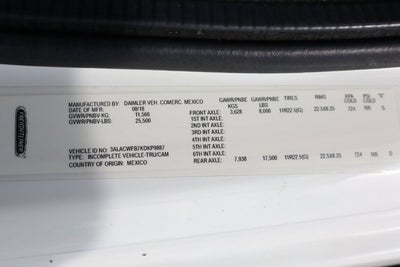 FREIGHTLINER
MANUFACTURED BY: DAIMLER VEH. COMERC. MEXICO
DATE OF MFR: 08/18
GVWR/PNBV-KG: 11,566
GVWR/PNBV-LBS: 25,500
VEHICLE ID: 3ALACWFB7KDKP9887
TYPE: INCOMPLETE VEHICLE-TRU/CAM
COUNTRY OF ORIGIN: MEXICO
GAWR/PNBE KGS GAWR/PNBE LBS TIRES RIMS KPA COLD PSI COLD "S"
FRONT AXLE: 3,628 8,000 11R22.5(G) 22.5X8.25 724 105 S
1ST INT AXLE:
2ND INT AXLE:
3RD INT AXLE:
4TH INT AXLE:
5TH INT AXLE:
6TH INT AXLE:
REAR AXLE: 7,938 17,500 11R22.5(G) 22.5X8.25 724 105 D